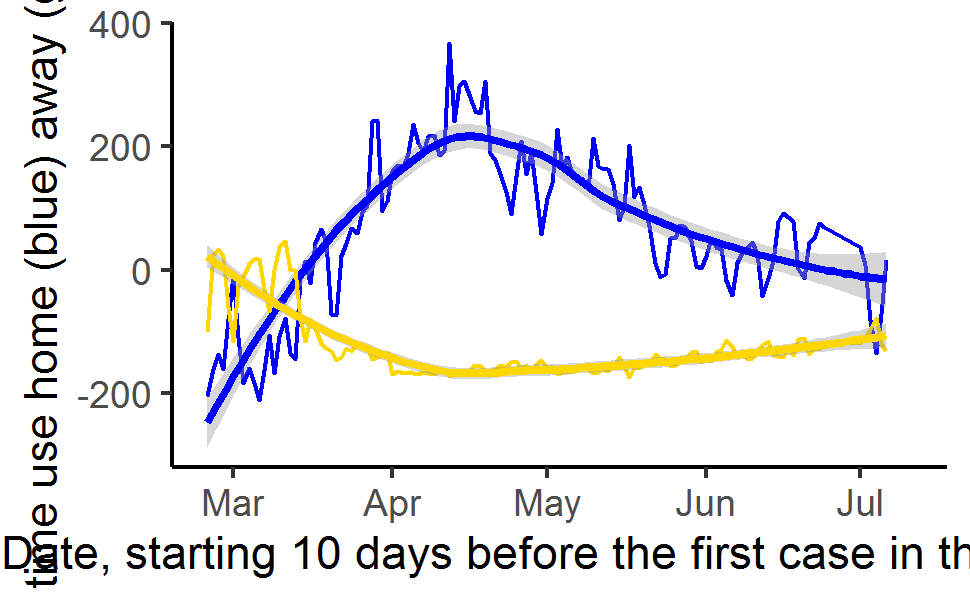 time use home (blue) away (
400
200
0
-200
Mar Apr May Jun Jul
Date, starting 10 days before the first case in th